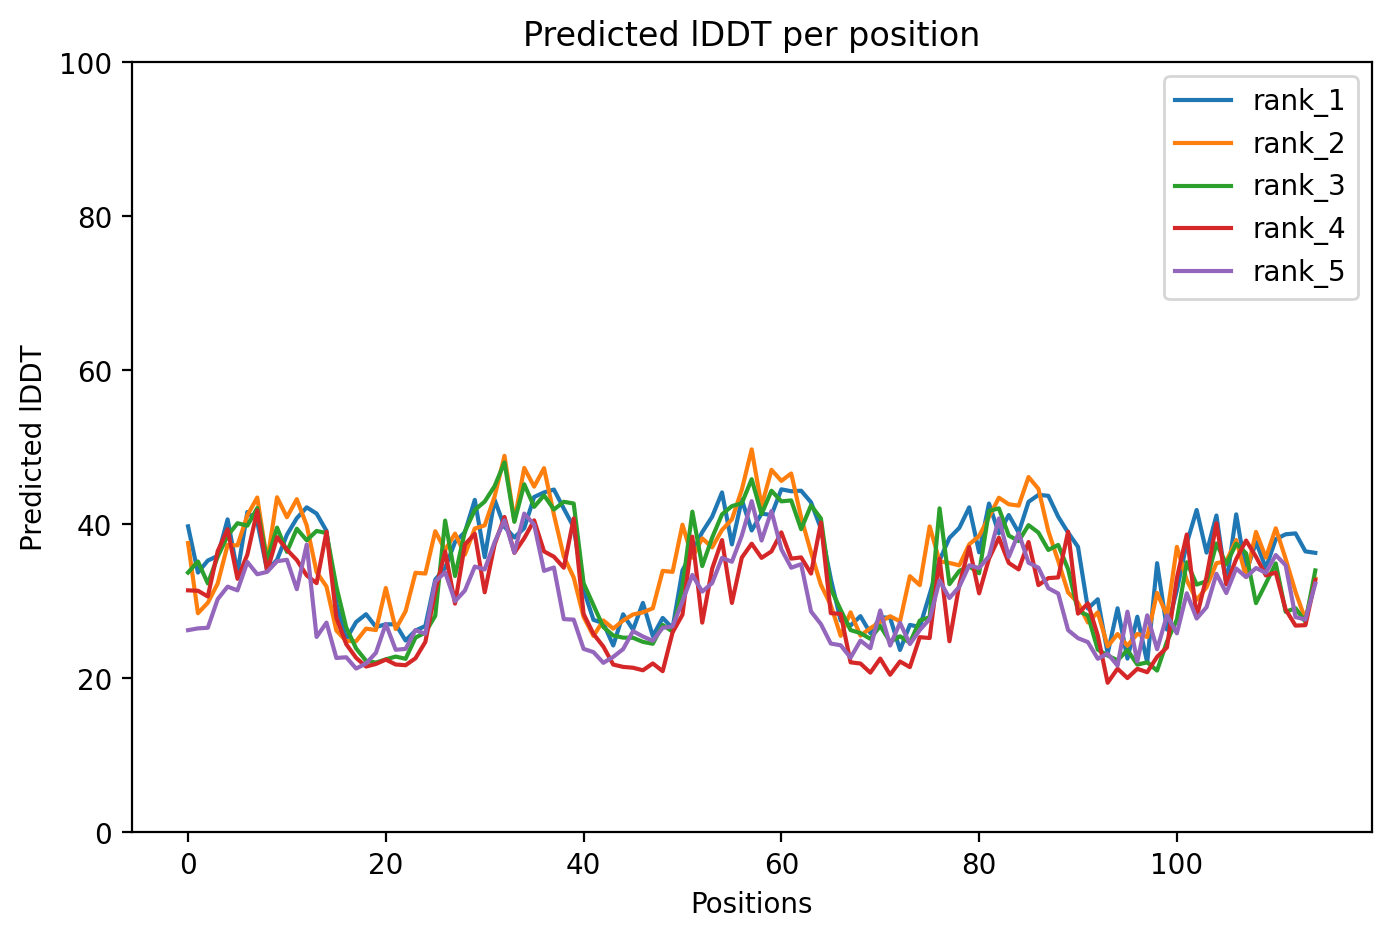 Predicted lDDT per position
100
80
60
40
20
0
Predicted lDDT
0 20 40 60 80 100
Positions
rank_1
rank_2
rank_3
rank_4
rank_5